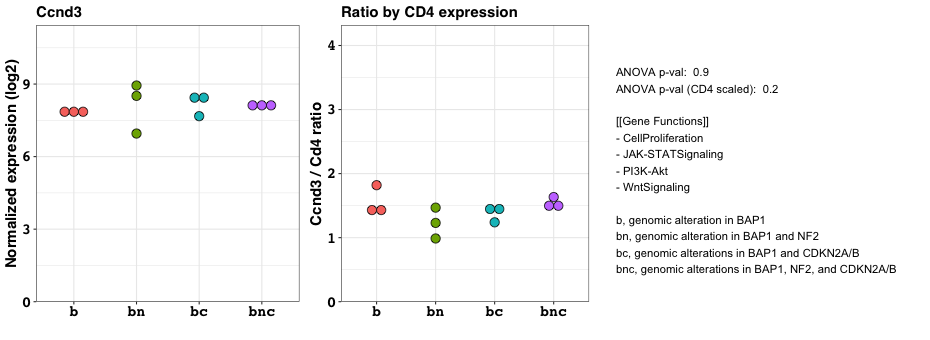 Ccnd3
Normalized expression (log2)
9
6
3
0
b bn bc bnc
Ratio by CD4 expression
Ccnd3 / Cd4 ratio
4
3
2
1
0
b bn bc bnc
ANOVA p-val: 0.9
ANOVA p-val (CD4 scaled): 0.2
[[Gene Functions]]
- CellProliferation
- JAK-STATSignaling
- PI3K-Akt
- WntSignaling
b, genomic alteration in BAP1
bn, genomic alteration in BAP1 and NF2
bc, genomic alterations in BAP1 and CDKN2A/B
bnc, genomic alterations in BAP1, NF2, and CDKN2A/B